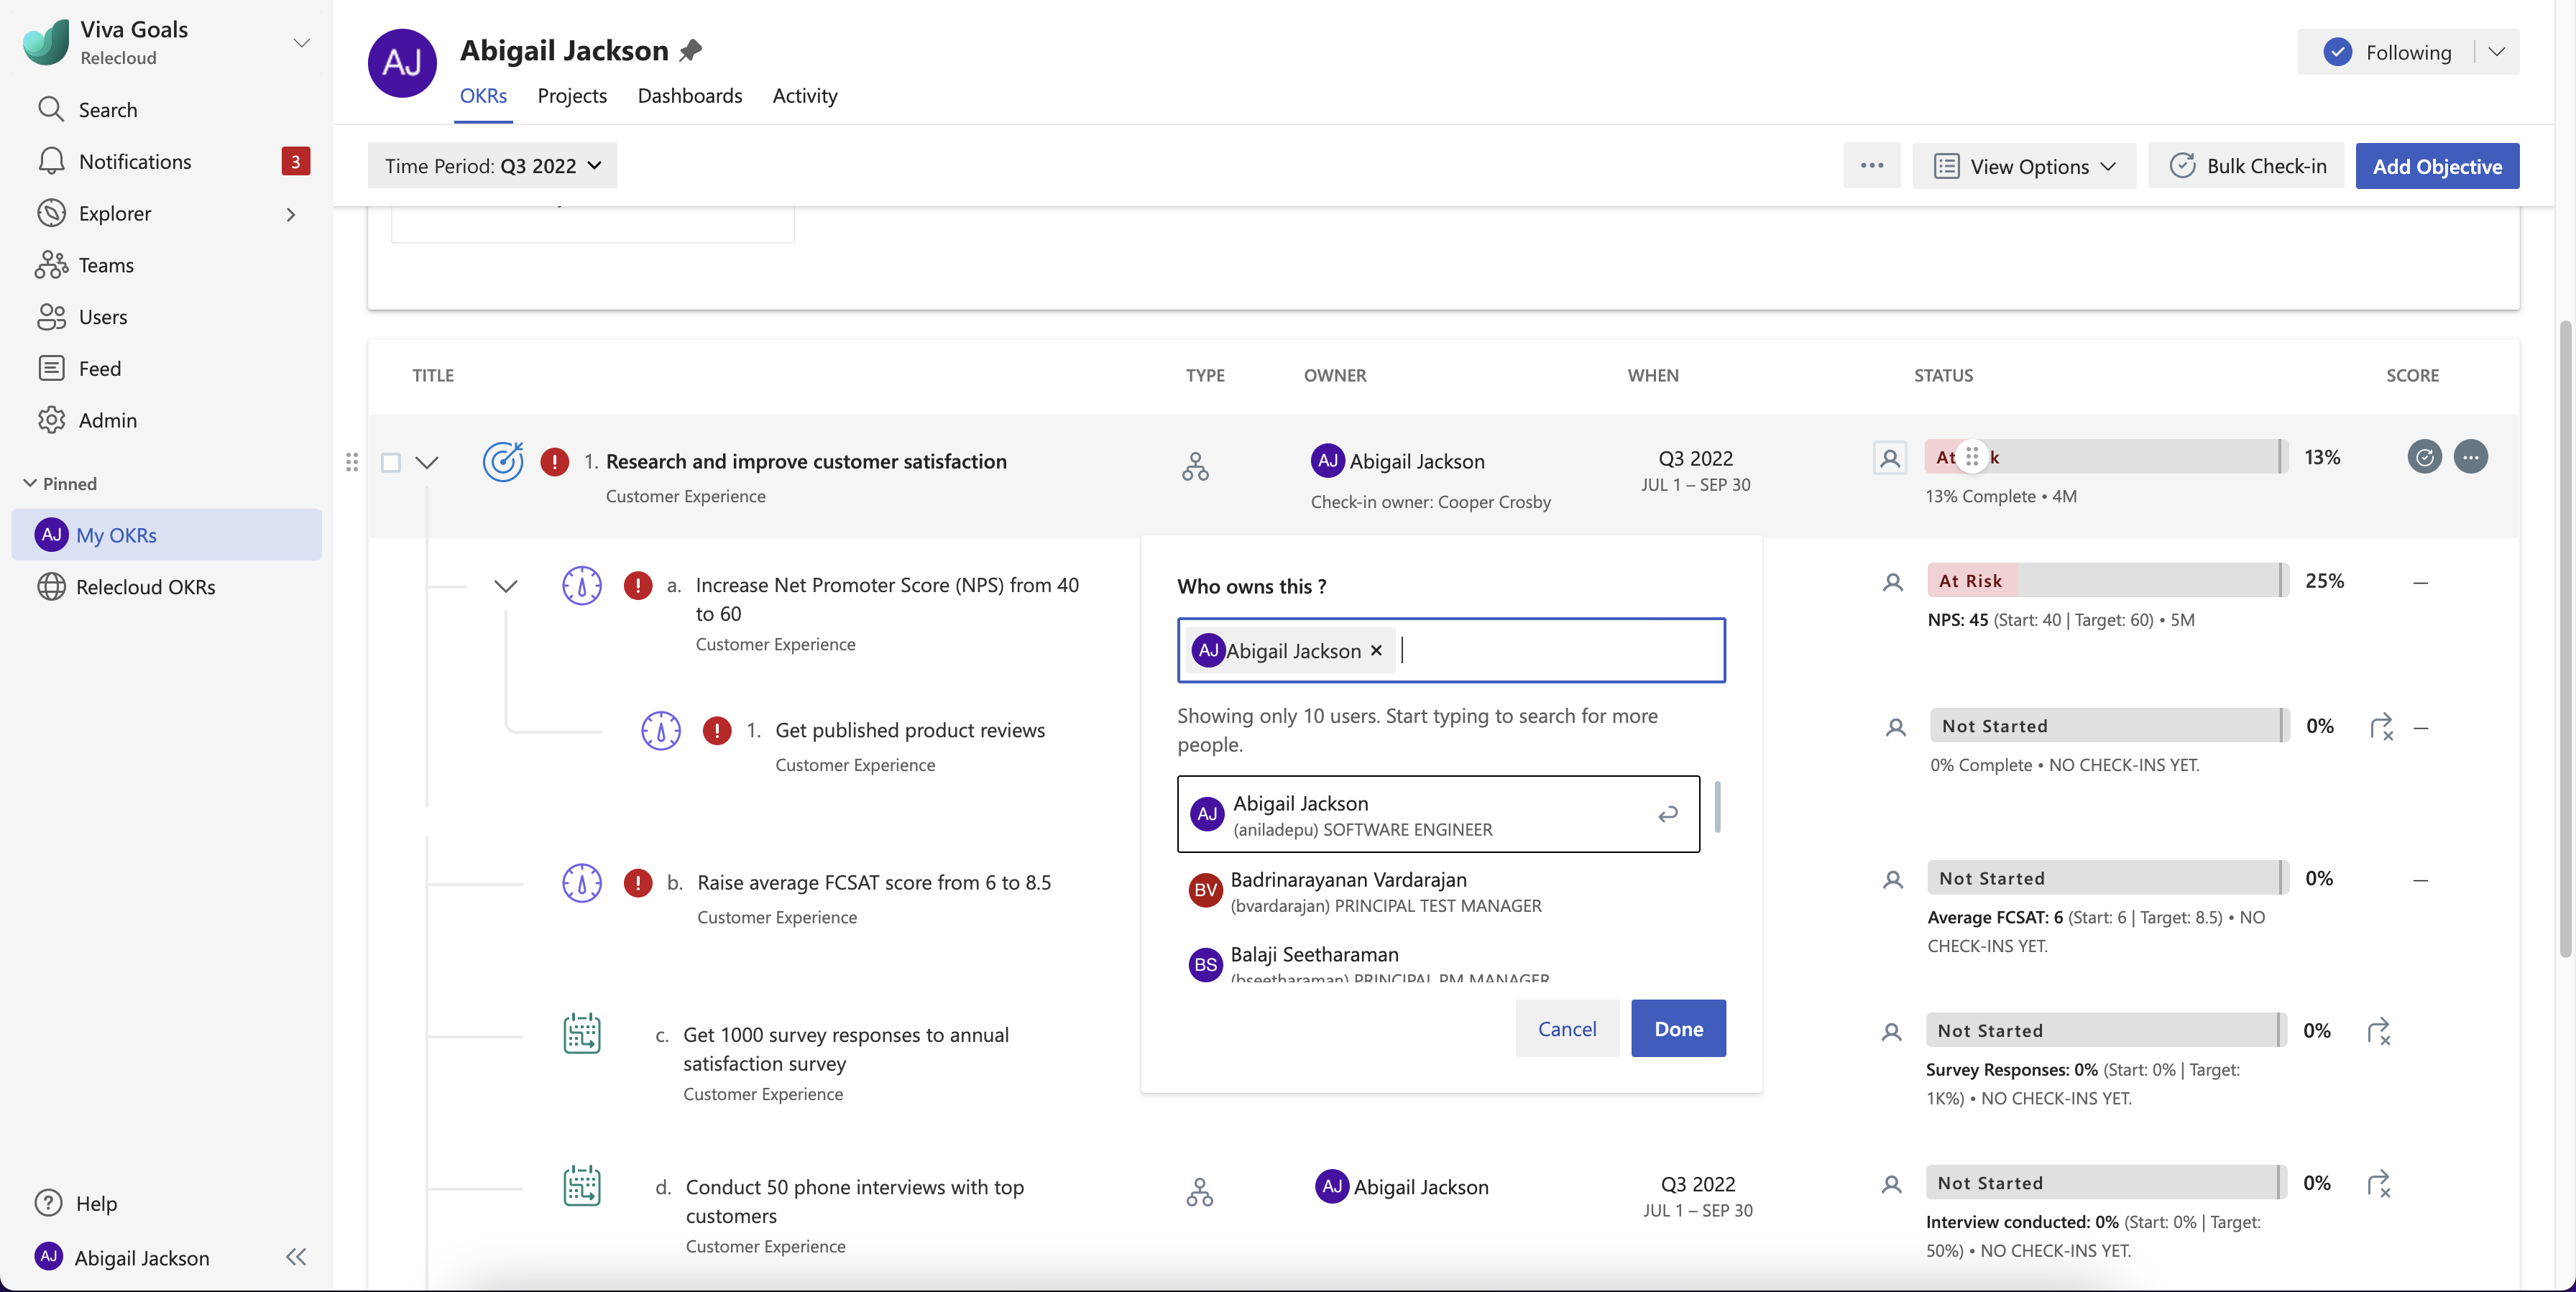 Viva Goals
Relecloud
Search
Notifications
3
Explorer
Teams
Users
Feed
Admin
Pinned
AJ My OKRs
Relecloud OKRs
Help
AJ Abigail Jackson
AJ
Abigail Jackson
OKRs Projects Dashboards Activity
Following
Time Period: Q3 2022
View Options
Bulk Check-in
Add Objective
TITLE TYPE OWNER WHEN STATUS SCORE
1. Research and improve customer satisfaction
Customer Experience
AJ Abigail Jackson
Check-in owner: Cooper Crosby
Q3 2022
JUL 1 – SEP 30
13%
13% Complete • 4M
a. Increase Net Promoter Score (NPS) from 40
to 60
Customer Experience
At Risk 25% —
NPS: 45 (Start: 40 | Target: 60) • 5M
1. Get published product reviews
Customer Experience
Not Started 0% —
0% Complete • NO CHECK-INS YET.
b. Raise average FCSAT score from 6 to 8.5
Customer Experience
Not Started 0% —
Average FCSAT: 6 (Start: 6 | Target: 8.5) • NO
CHECK-INS YET.
c. Get 1000 survey responses to annual
satisfaction survey
Customer Experience
Not Started 0%
Survey Responses: 0% (Start: 0% | Target:
1K%) • NO CHECK-INS YET.
d. Conduct 50 phone interviews with top
customers
Customer Experience
AJ Abigail Jackson
Q3 2022
JUL 1 – SEP 30
Not Started 0%
Interview conducted: 0% (Start: 0% | Target:
50%) • NO CHECK-INS YET.
Who owns this ?
AJ Abigail Jackson ×
Showing only 10 users. Start typing to search for more
people.
AJ Abigail Jackson
(aniladepu) SOFTWARE ENGINEER
BV Badrinarayanan Vardarajan
(bvardarajan) PRINCIPAL TEST MANAGER
BS Balaji Seetharaman
(bseetharaman) PRINCIPAL PM MANAGER
Cancel Done